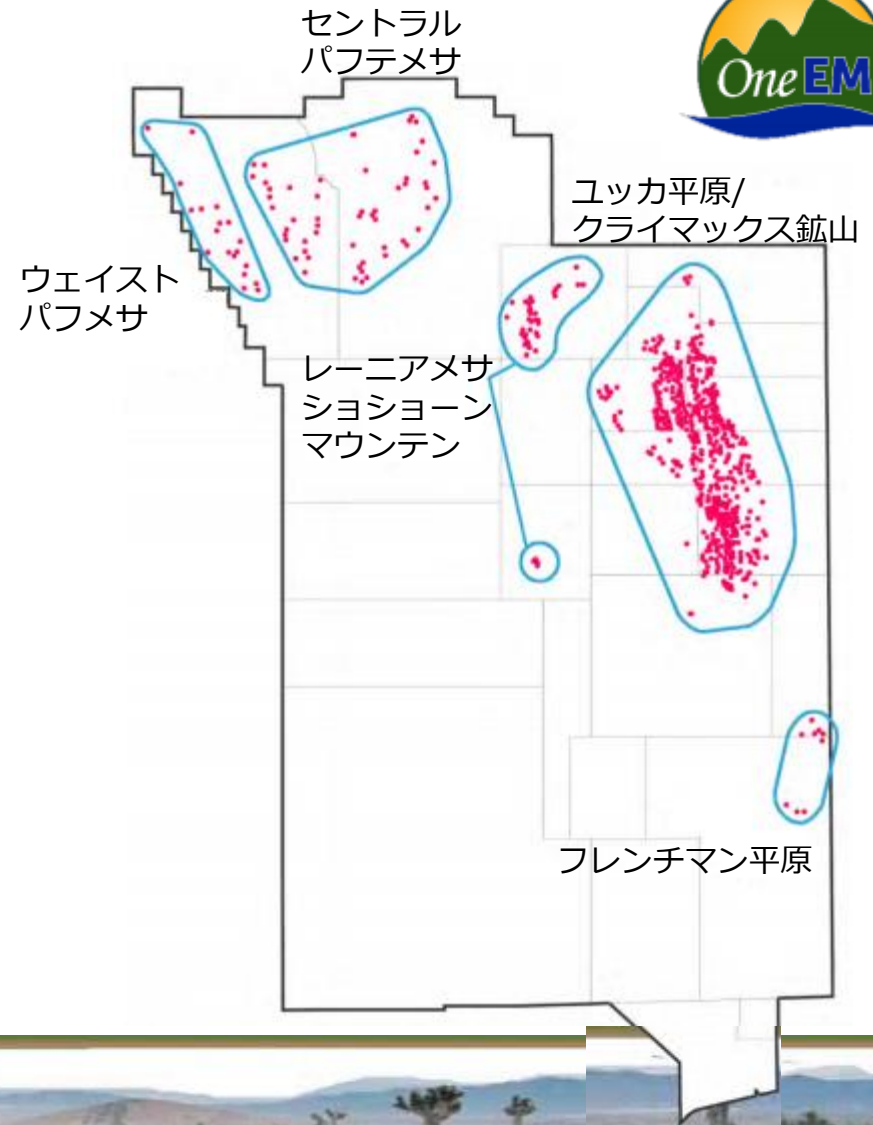 セントラル
パフテメサ
One EM
ユッカ平原/
クライマックス鉱山
ウェイスト
パフメサ
レーニアメサ
ショショーン
マウンテン
フレンチマン平原